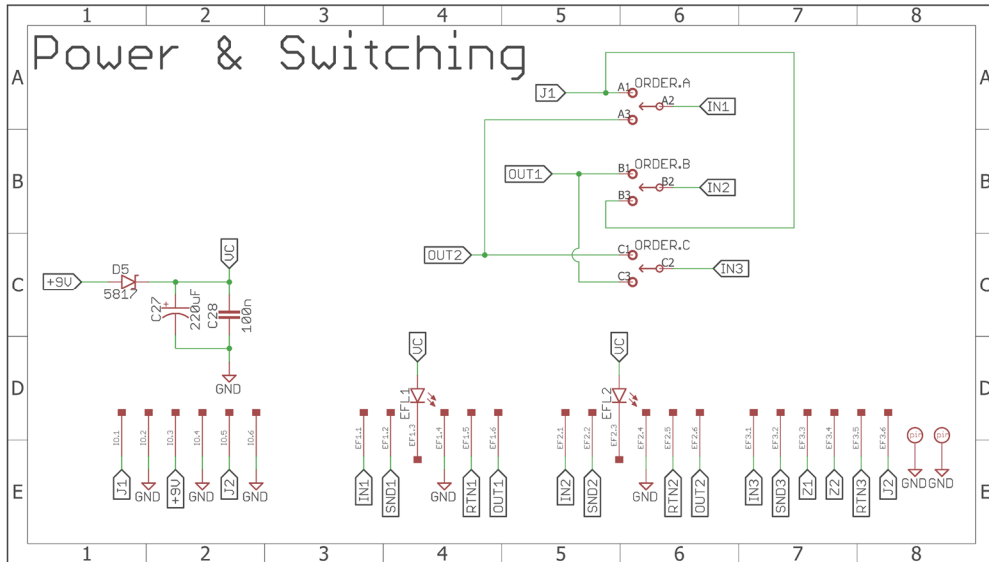 1 2 3 4 5 6 7 8
Power & Switching
A A
J1
A1 ORDER.A
A2
IN1
A3
B B
OUT1
B1 ORDER.B
B2
IN2
B3
OUT2
C1 ORDER.C
C2
IN3
C3
C C
VC
+9V
D5
5817
C27
220uF
C28
100n
GND
D D
VC
EFL1
VC
EFL2
IO.1 IO.2 IO.3 IO.4 IO.5 IO.6
EF1.1 EF1.2 EF1.3 EF1.4 EF1.5 EF1.6
EF2.1 EF2.2 EF2.3 EF2.4 EF2.5 EF2.6
EF3.1 EF3.2 EF3.3 EF3.4 EF3.5 EF3.6
pin pin
E E
J1 GND +9V GND J2 GND
IN1 SND1 GND RTN1 OUT1
IN2 SND2 GND RTN2 OUT2
IN3 SND3 Z1 Z2 RTN3 J2
GND GND
1 2 3 4 5 6 7 8